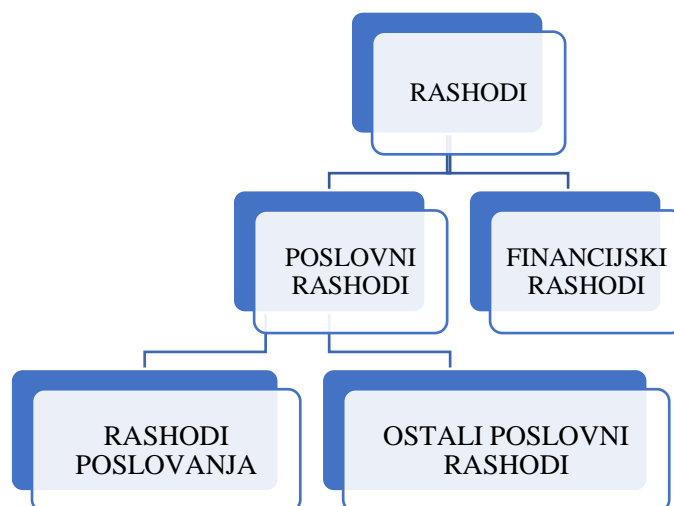 RASHODI
POSLOVNI
RASHODI
FINANCIJSKI
RASHODI
RASHODI
POSLOVANJA
OSTALI POSLOVNI
RASHODI